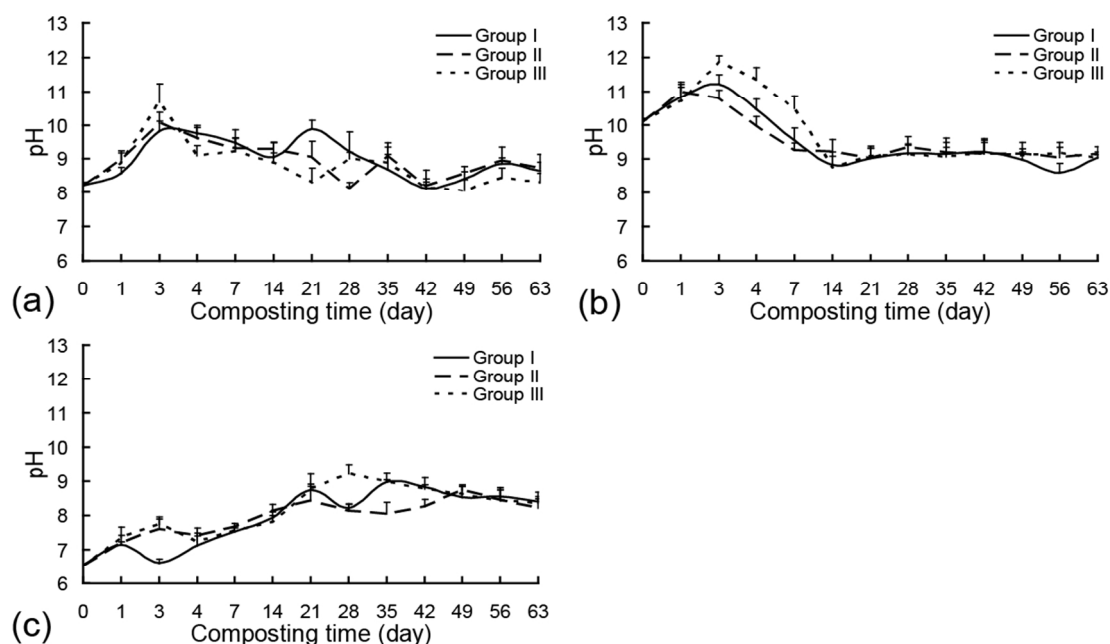 13
12
11
10
9
8
7
6
pH
Group I
Group II
Group III
0 1 3 4 7 14 21 28 35 42 49 56 63
Composting time (day)
(a)
13
12
11
10
9
8
7
6
pH
Group I
Group II
Group III
0 1 3 4 7 14 21 28 35 42 49 56 63
Composting time (day)
(b)
13
12
11
10
9
8
7
6
pH
Group I
Group II
Group III
0 1 3 4 7 14 21 28 35 42 49 56 63
Composting time (day)
(c)